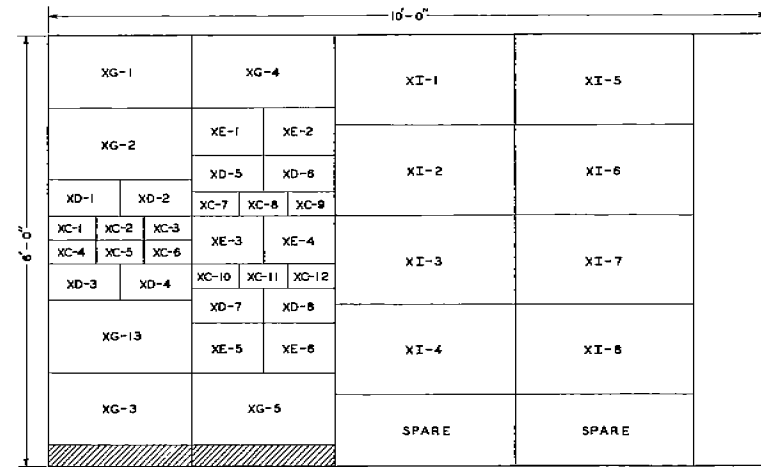 10'-0"
6'-0"
XG-1 XG-4 XI-1 XI-5
XG-2 XE-1 XE-2
XD-5 XD-6 XI-2 XI-6
XD-1 XD-2 XC-7 XC-8 XC-9
XC-1 XC-2 XC-3 XE-3 XE-4
XC-4 XC-5 XC-6 XI-3 XI-7
XD-3 XD-4 XC-10 XC-11 XC-12
XD-7 XD-8
XG-13 XE-5 XE-6 XI-4 XI-8
XG-3 XG-5 SPARE SPARE